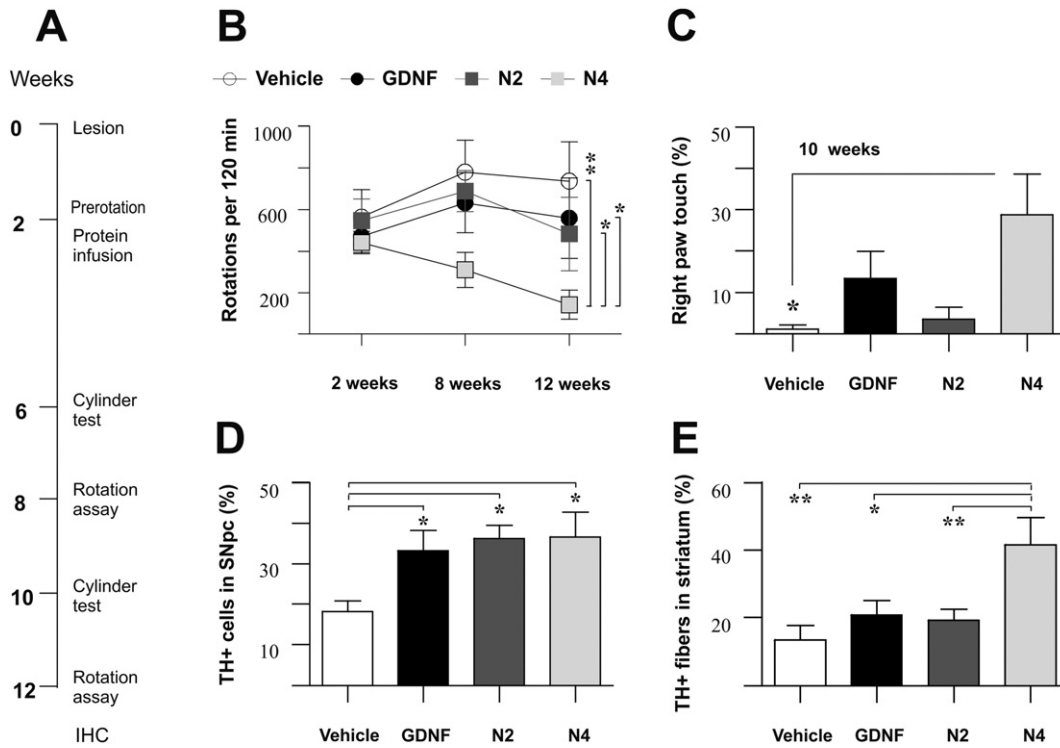 A
Weeks
0 Lesion
Prerotation
2
Protein
infusion
6 Cylinder
test
8 Rotation
assay
10 Cylinder
test
12 Rotation
assay
IHC
B
Vehicle GDNF N2 N4
Rotations per 120 min
1000
600
200
** * *
2 weeks 8 weeks 12 weeks
C
Right paw touch (%)
50
30
10
10 weeks
*
Vehicle GDNF N2 N4
D
TH+ cells in SNpc (%)
50
30
10
* * *
Vehicle GDNF N2 N4
E
TH+ fibers in striatum (%)
60
40
20
** * **
Vehicle GDNF N2 N4